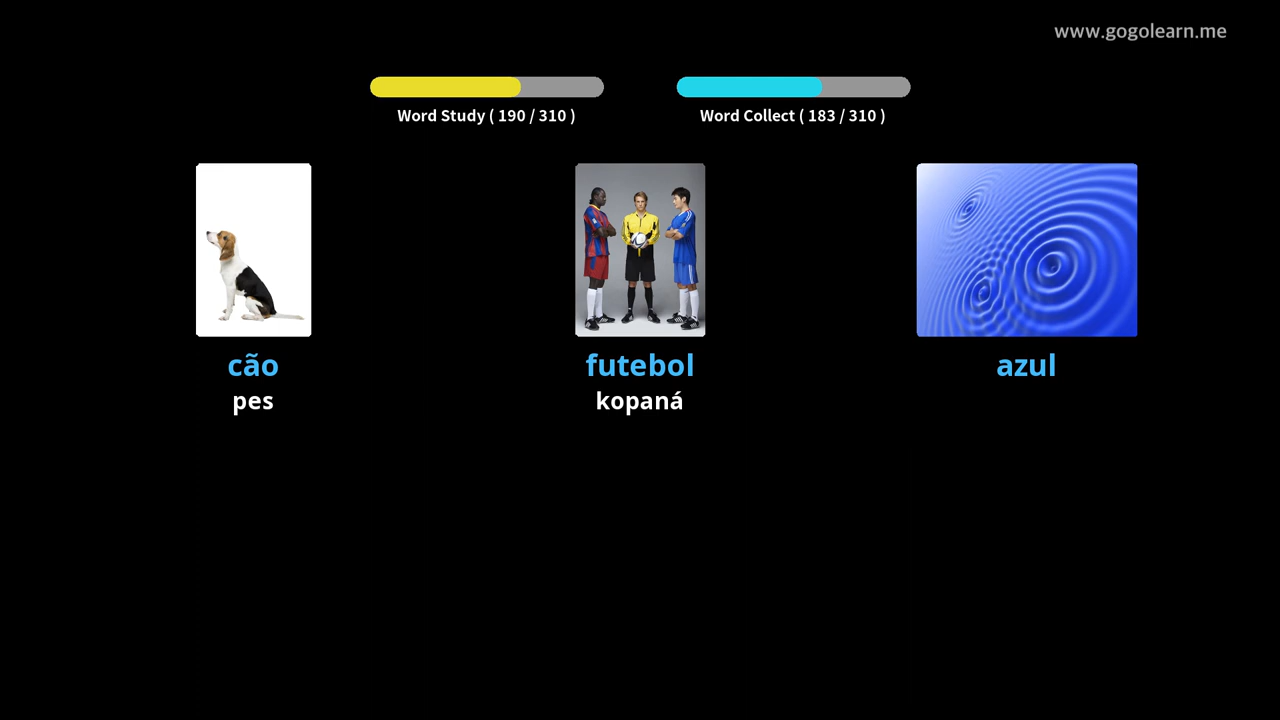 www.gogolearn.me
Word Study ( 190 / 310 )
Word Collect ( 183 / 310 )
cão
futebol
azul
pes
kopaná